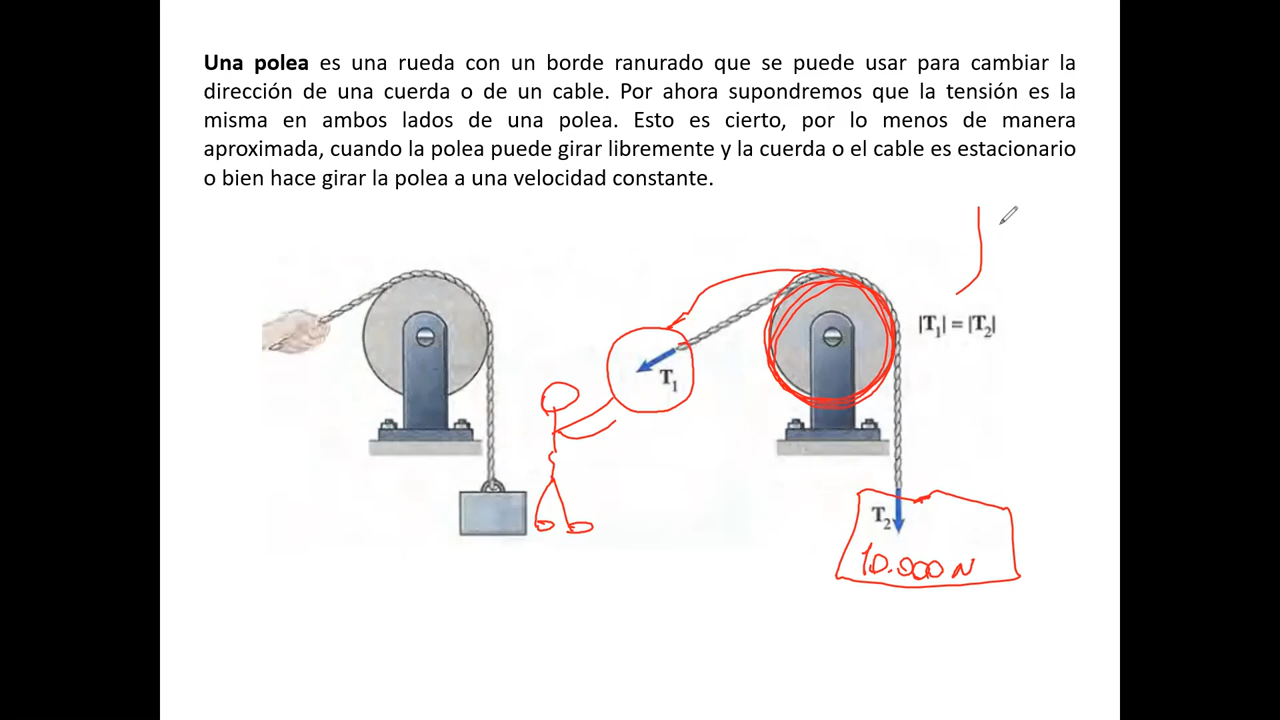 Una polea es una rueda con un borde ranurado que se puede usar para cambiar la
dirección de una cuerda o de un cable. Por ahora supondremos que la tensión es la
misma en ambos lados de una polea. Esto es cierto, por lo menos de manera
aproximada, cuando la polea puede girar libremente y la cuerda o el cable es estacionario
o bien hace girar la polea a una velocidad constante.
|T₁| = |T₂|
T₁
T₂
10.000 N